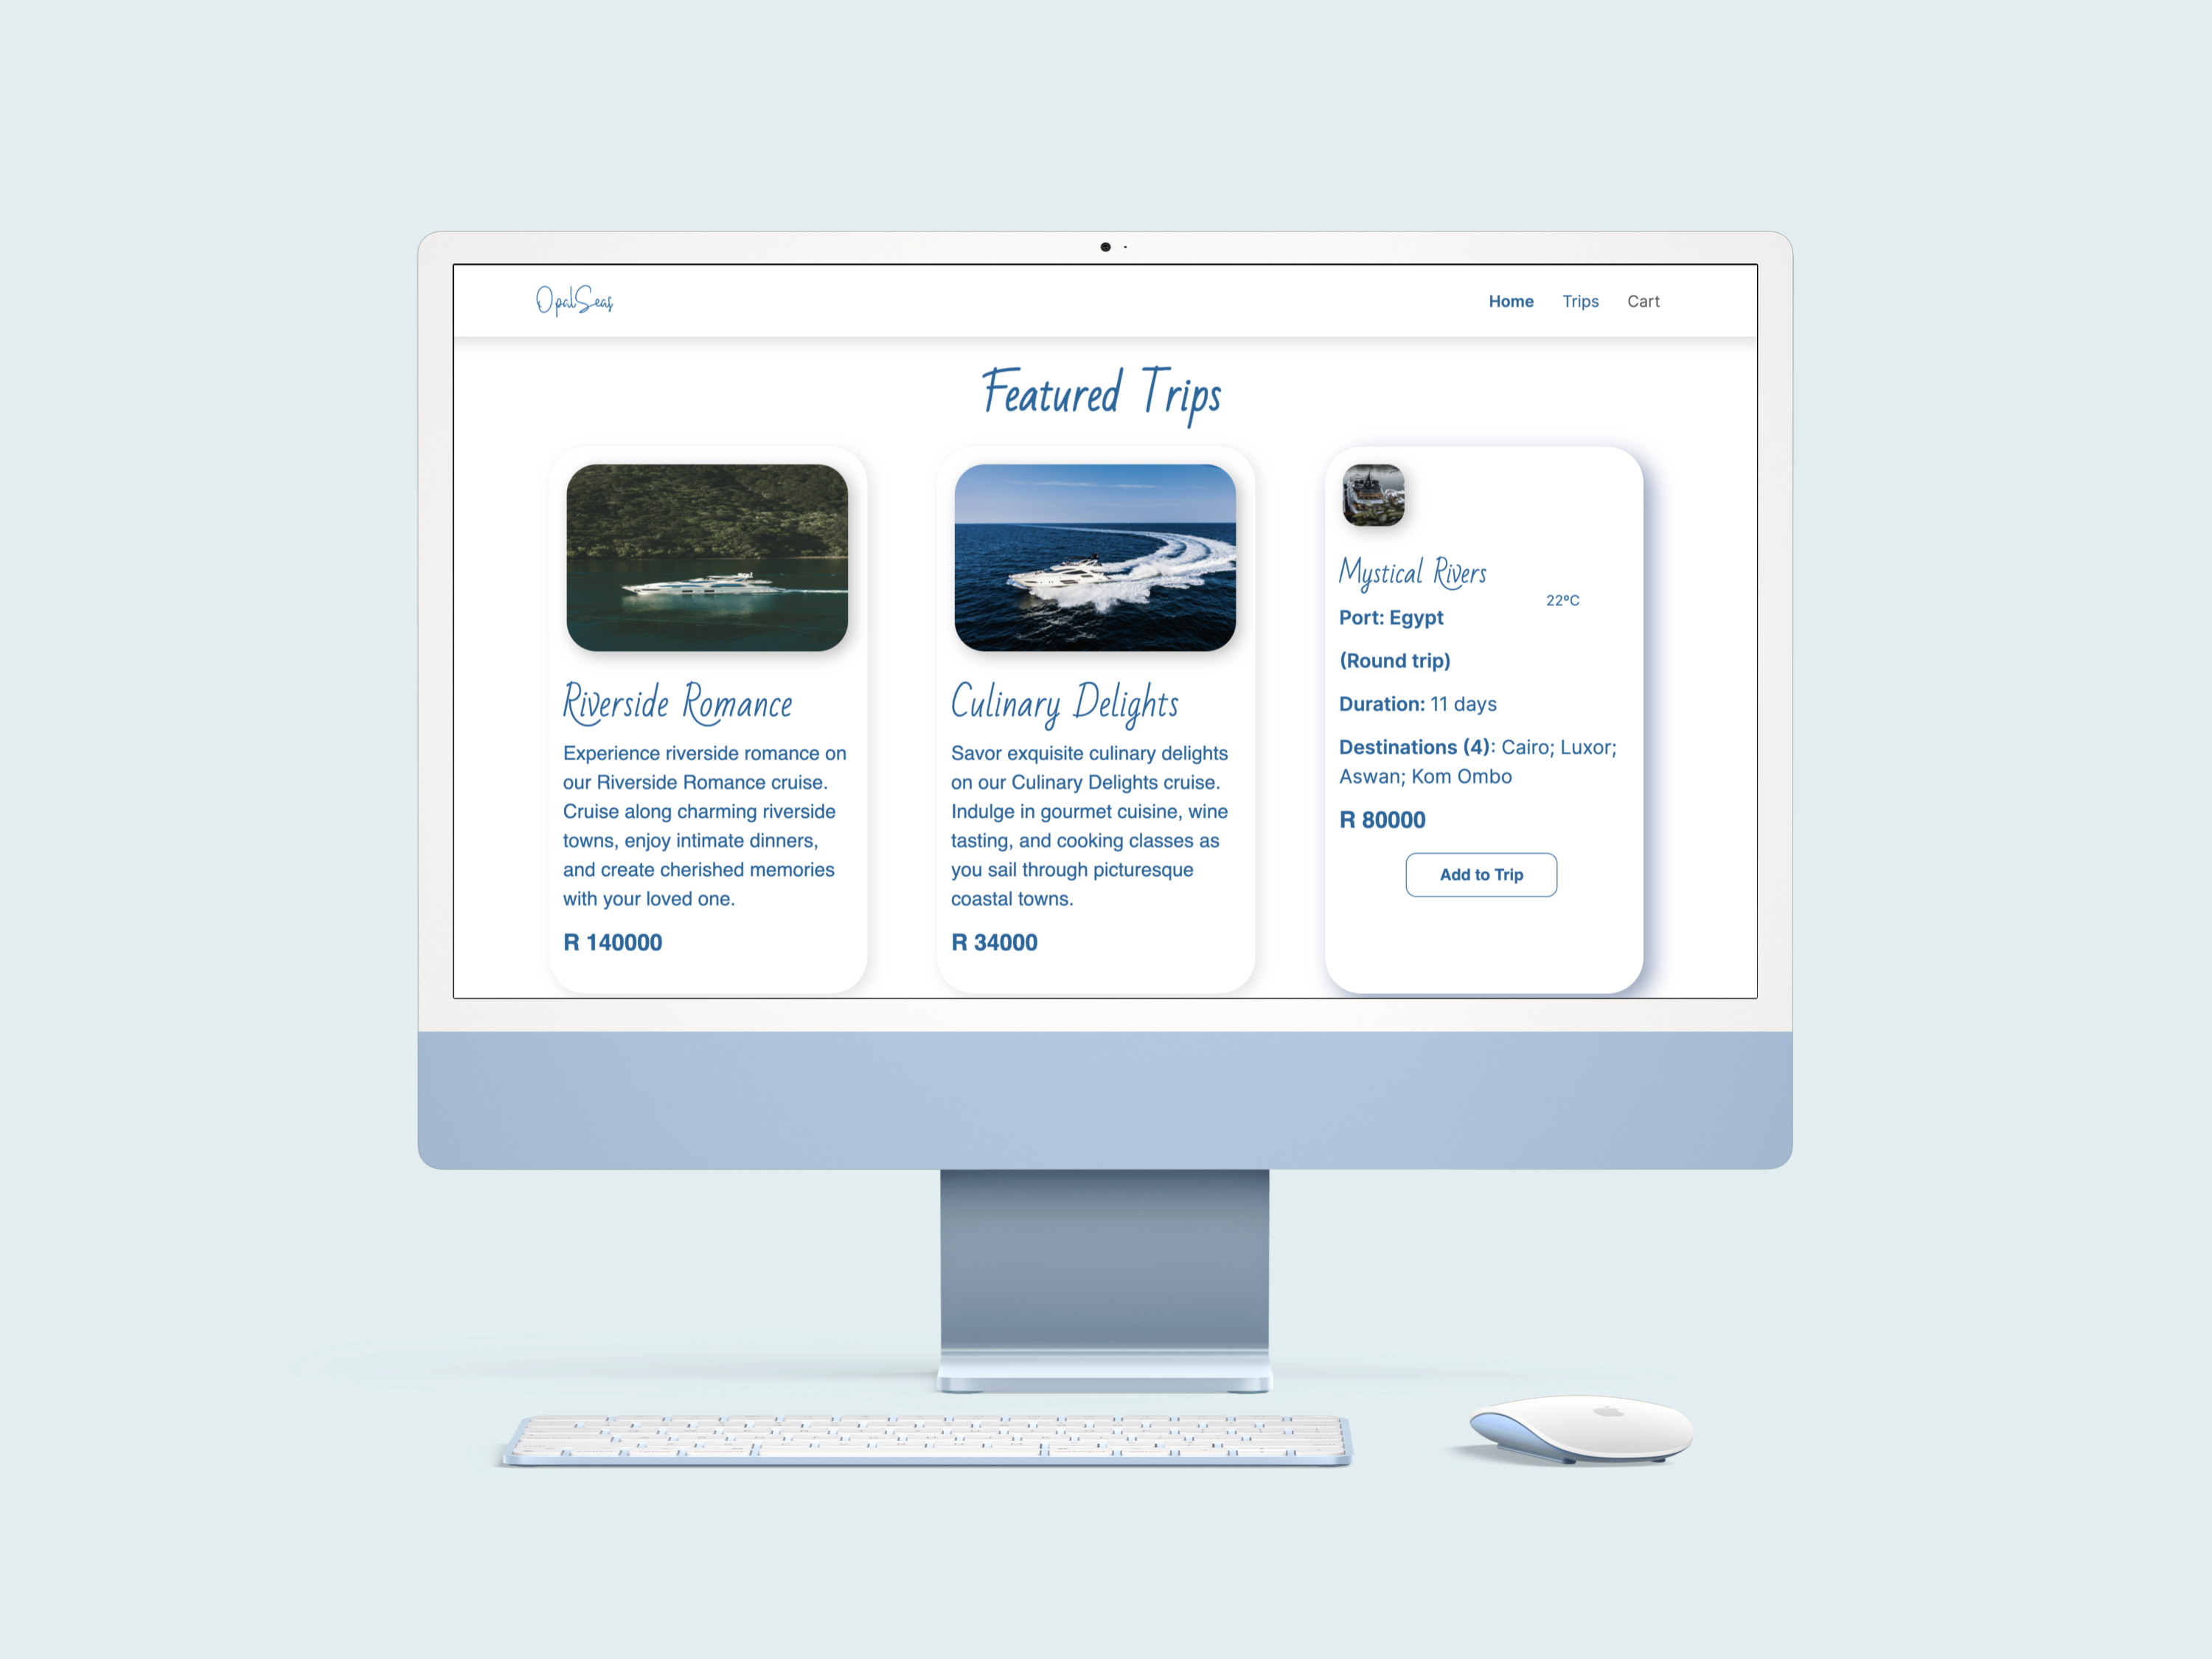 OpalSeas
Home Trips Cart
Featured Trips
Riverside Romance
Experience riverside romance on
our Riverside Romance cruise.
Cruise along charming riverside
towns, enjoy intimate dinners,
and create cherished memories
with your loved one.
R 140000
Culinary Delights
Savor exquisite culinary delights
on our Culinary Delights cruise.
Indulge in gourmet cuisine, wine
tasting, and cooking classes as
you sail through picturesque
coastal towns.
R 34000
Mystical Rivers
22°C
Port: Egypt
(Round trip)
Duration: 11 days
Destinations (4): Cairo; Luxor;
Aswan; Kom Ombo
R 80000
Add to Trip